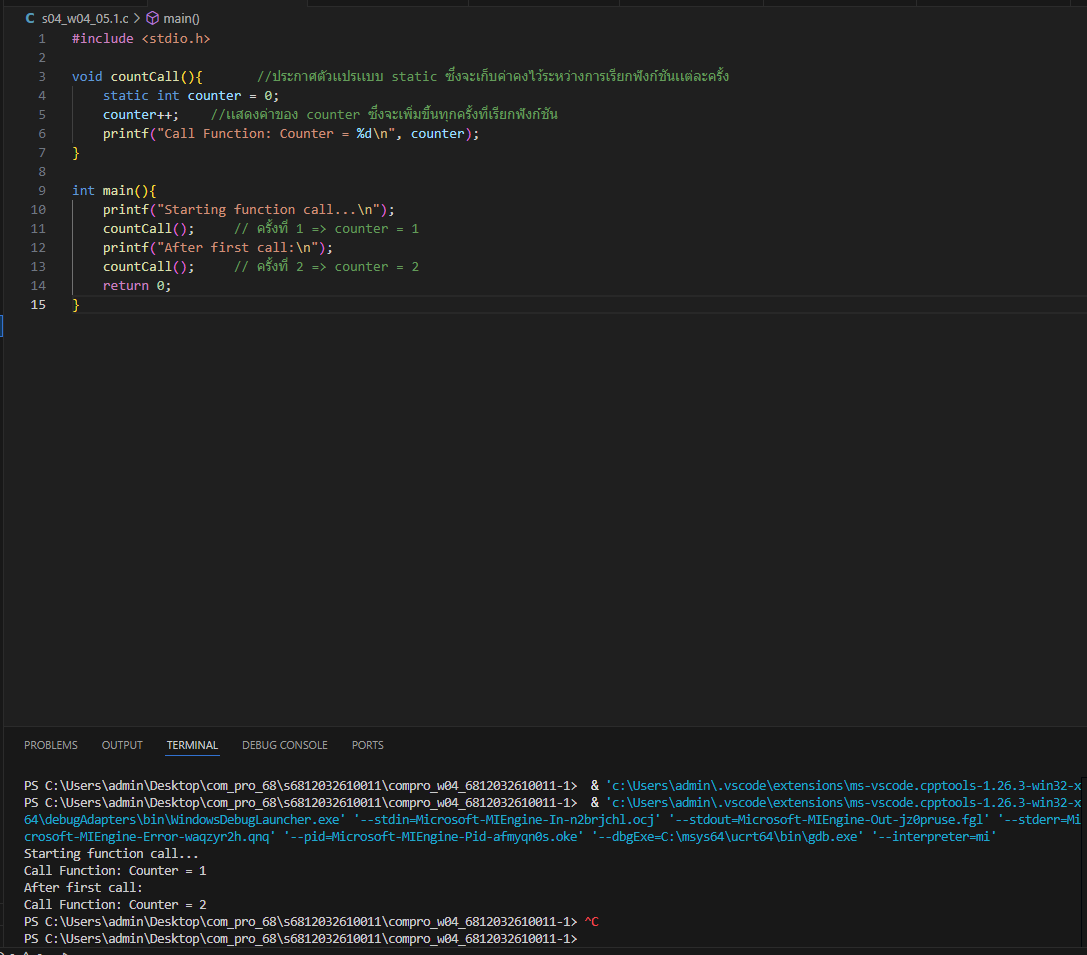 C s04_w04_05.1.c > main()
1 #include <stdio.h>
2
3 void countCall(){       //ประกาศตัวแปรแบบ static ซึ่งจะเก็บค่าคงไว้ระหว่างการเรียกฟังก์ชันแต่ละครั้ง
4     static int counter = 0;
5     counter++;    //แสดงค่าของ counter ซึ่งจะเพิ่มขึ้นทุกครั้งที่เรียกฟังก์ชัน
6     printf("Call Function: Counter = %d\n", counter);
7 }
8
9 int main(){
10     printf("Starting function call...\n");
11     countCall();     // ครั้งที่ 1 => counter = 1
12     printf("After first call:\n");
13     countCall();     // ครั้งที่ 2 => counter = 2
14     return 0;
15 }
PROBLEMS OUTPUT TERMINAL DEBUG CONSOLE PORTS
PS C:\Users\admin\Desktop\com_pro_68\s6812032610011\compro_w04_6812032610011-1>  & 'c:\Users\admin\.vscode\extensions\ms-vscode.cpptools-1.26.3-win32-x
PS C:\Users\admin\Desktop\com_pro_68\s6812032610011\compro_w04_6812032610011-1>  & 'c:\Users\admin\.vscode\extensions\ms-vscode.cpptools-1.26.3-win32-x
64\debugAdapters\bin\WindowsDebugLauncher.exe' '--stdin=Microsoft-MIEngine-In-n2brjchl.ocj' '--stdout=Microsoft-MIEngine-Out-jz0pruse.fgl' '--stderr=Mi
crosoft-MIEngine-Error-waqzyr2h.qnq' '--pid=Microsoft-MIEngine-Pid-afmyqn0s.oke' '--dbgExe=C:\msys64\ucrt64\bin\gdb.exe' '--interpreter=mi'
Starting function call...
Call Function: Counter = 1
After first call:
Call Function: Counter = 2
PS C:\Users\admin\Desktop\com_pro_68\s6812032610011\compro_w04_6812032610011-1> ^C
PS C:\Users\admin\Desktop\com_pro_68\s6812032610011\compro_w04_6812032610011-1>